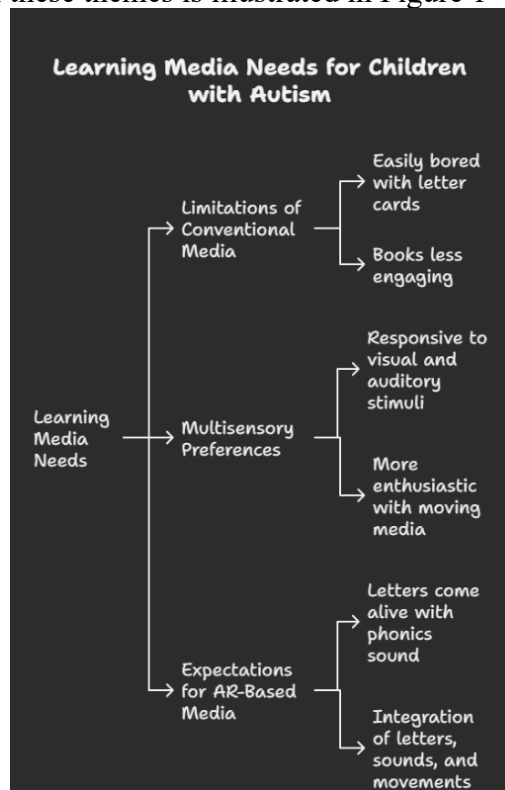 these themes is illustrated in Figure 1
Learning Media Needs for Children
with Autism
Easily bored
with letter
cards
Limitations of
Conventional
Media
Books less
engaging
Responsive to
visual and
auditory
stimuli
Learning
Media
Needs
Multisensory
Preferences
More
enthusiastic
with moving
media
Letters come
alive with
phonics
sound
Expectations
for AR-Based
Media
Integration
of letters,
sounds, and
movements